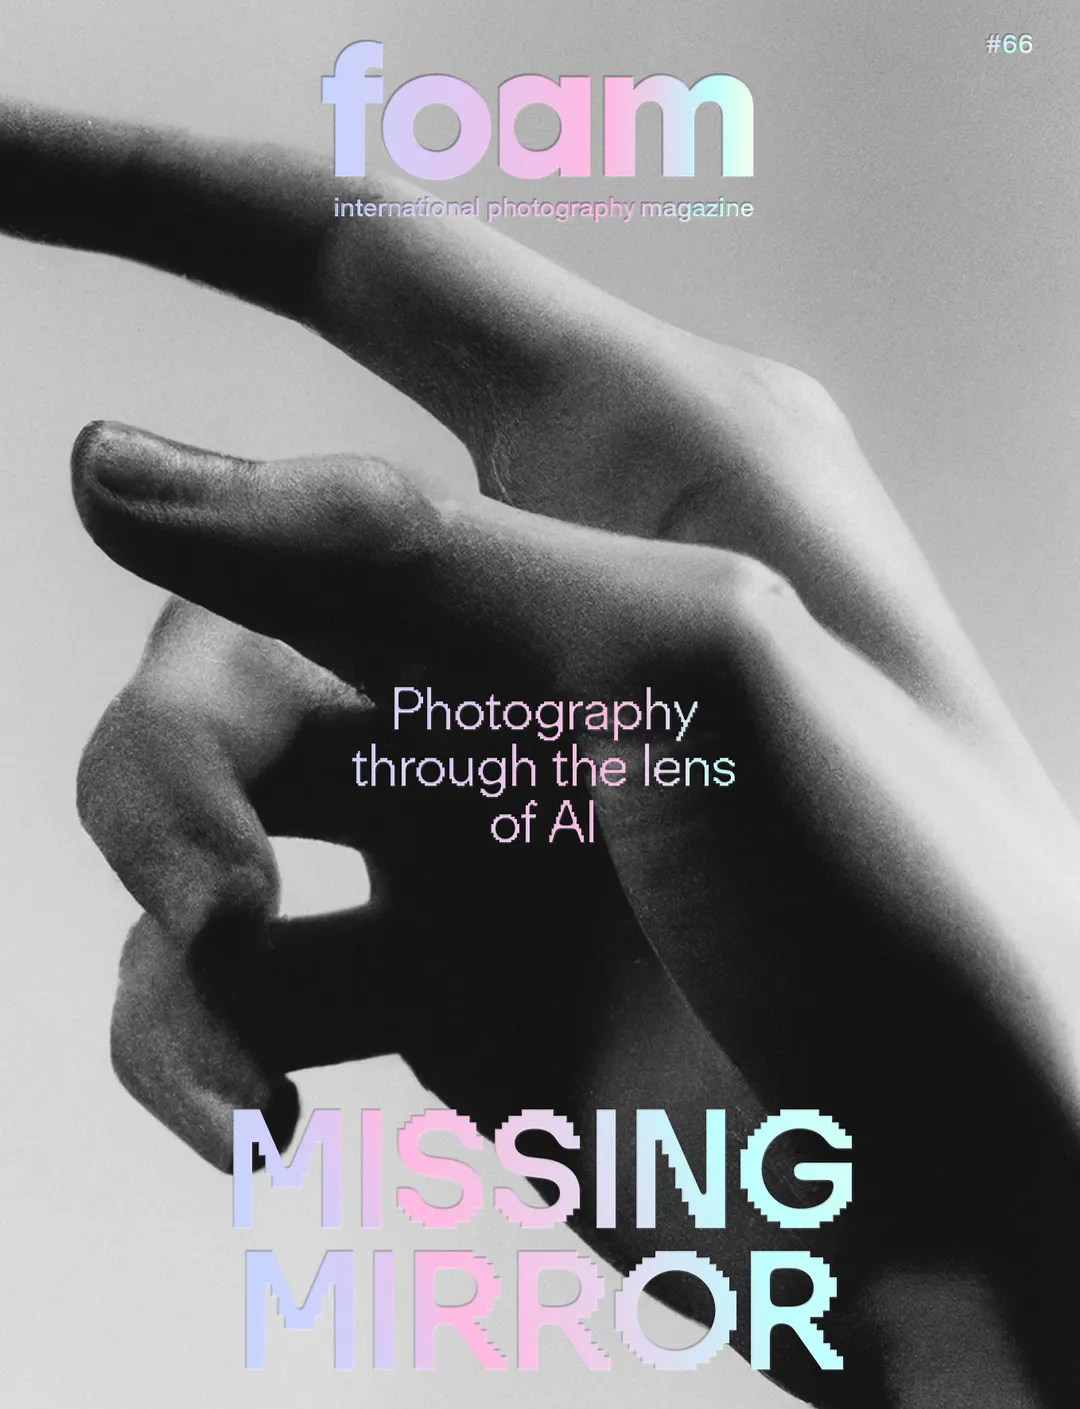 foam
#66
international photography magazine
Photography
through the lens
of AI
MISSING
MIRROR